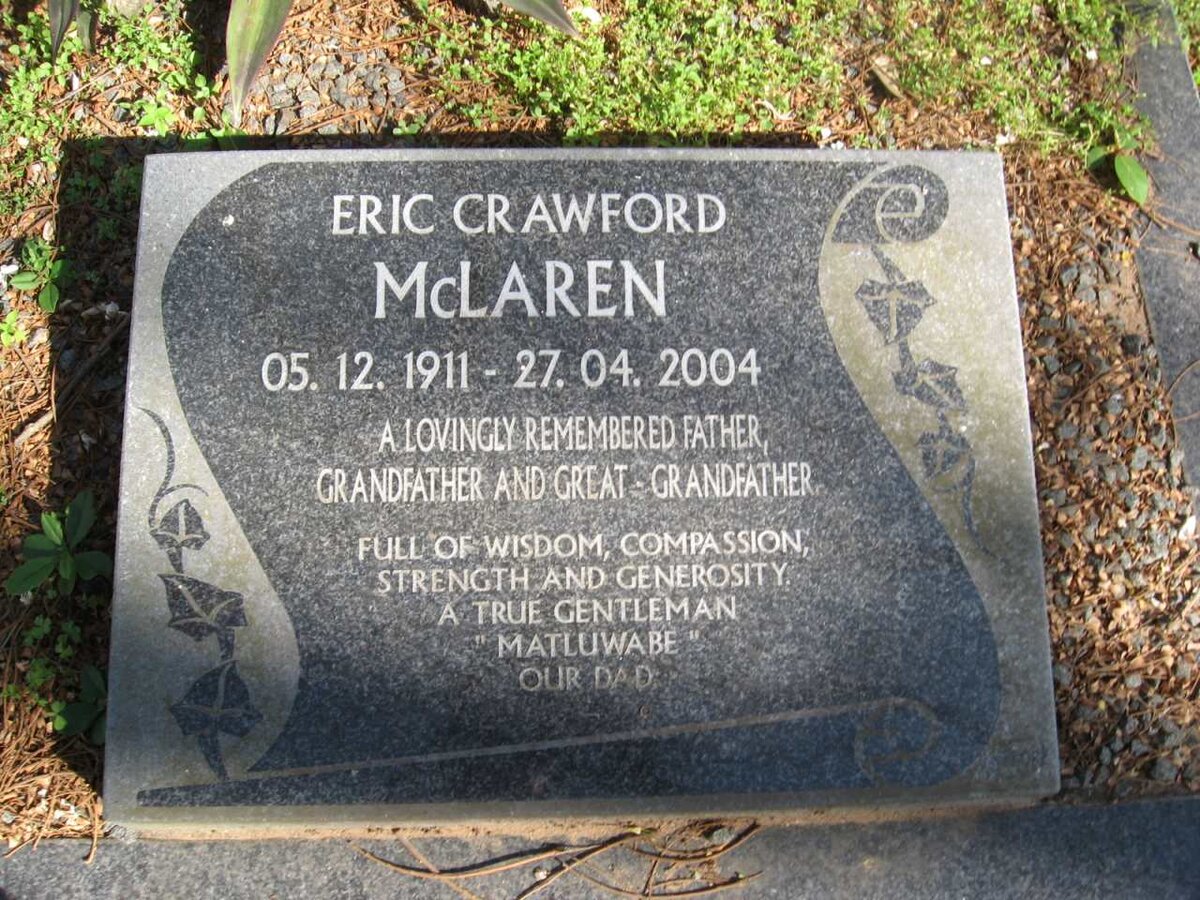 ERIC CRAWFORD
McLAREN
05. 12. 1911 - 27. 04. 2004
A LOVINGLY REMEMBERED FATHER,
GRANDFATHER AND GREAT - GRANDFATHER
FULL OF WISDOM, COMPASSION,
STRENGTH AND GENEROSITY.
A TRUE GENTLEMAN
" MATLUWABE "
OUR DAD